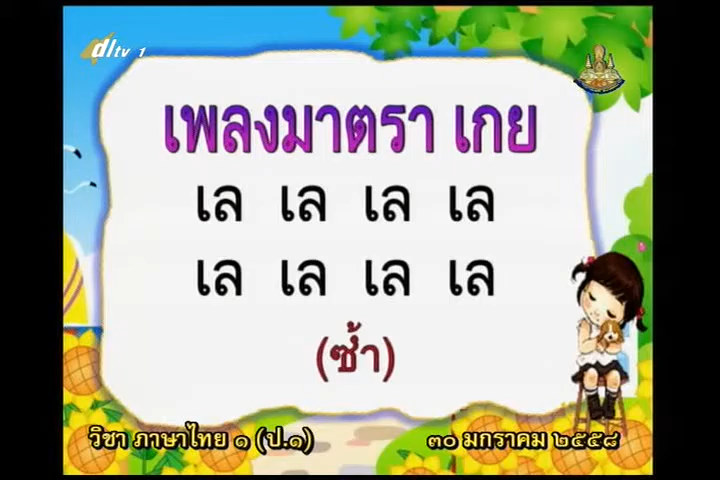 dltv 1
เพลงมาตรา เกย
เล เล เล เล
เล เล เล เล
(ซ้ำ)
วิชา ภาษาไทย ๑ (ป.๑) ๓๐ มกราคม ๒๕๕๘